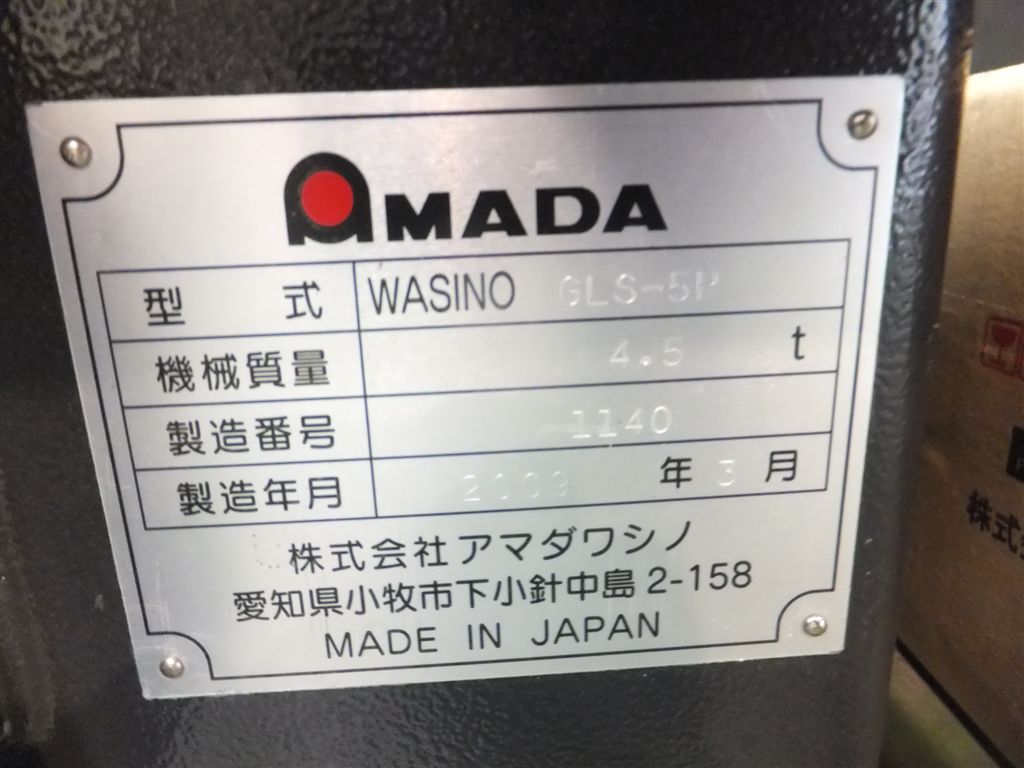 AMADA
型式 WASINO GLS-5P
機械質量 4.5 t
製造番号 1140
製造年月 2009 年 3 月
株式会社アマダワシノ
愛知県小牧市下小針中島2-158
MADE IN JAPAN
株式